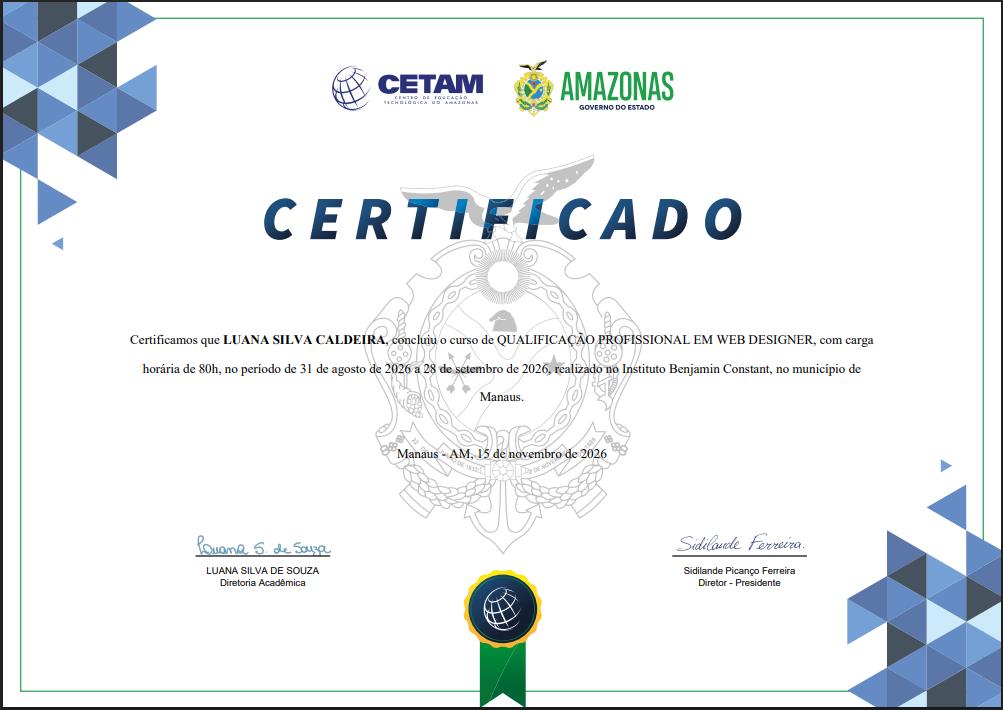 CETAM
CENTRO DE EDUCAÇÃO
TECNOLÓGICA DO AMAZONAS
AMAZONAS
GOVERNO DO ESTADO
CERTIFICADO
Certificamos que LUANA SILVA CALDEIRA, concluiu o curso de QUALIFICAÇÃO PROFISSIONAL EM WEB DESIGNER, com carga
horária de 80h, no período de 31 de agosto de 2026 a 28 de setembro de 2026, realizado no Instituto Benjamin Constant, no município de
Manaus.
Manaus - AM, 15 de novembro de 2026
Luana S. de Souza
LUANA SILVA DE SOUZA
Diretoria Acadêmica
Sidilande Ferreira.
Sidilande Picanço Ferreira
Diretor - Presidente